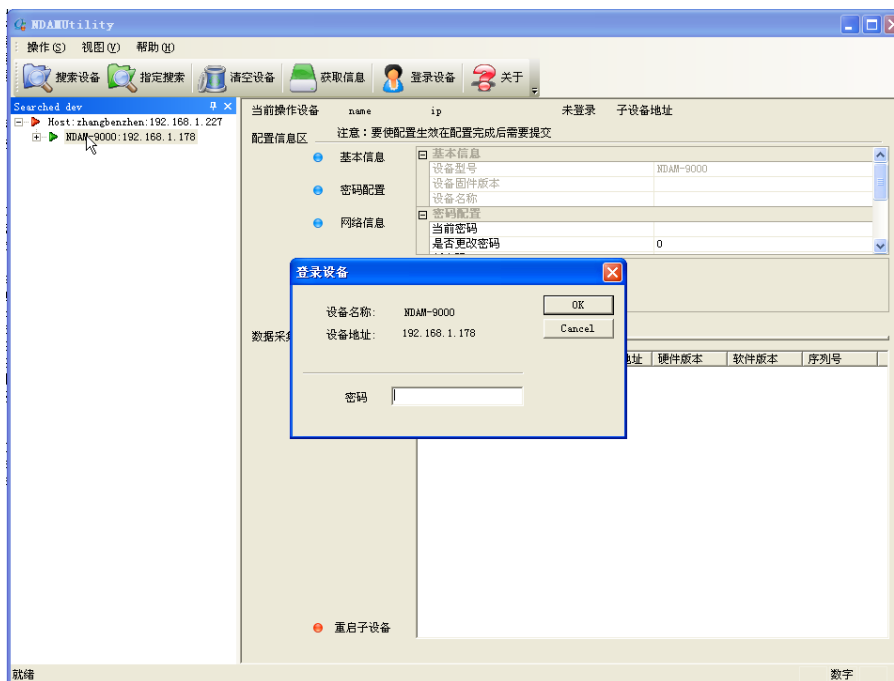 NDAMUtility
操作(S) 视图(V) 帮助(H)
搜索设备 指定搜索 清空设备 获取信息 登录设备 关于
Searched dev
Host:zhangbenzhen:192.168.1.227
NDAM-9000:192.168.1.178
当前操作设备 name ip 未登录 子设备地址
配置信息区 注意：要使配置生效在配置完成后需要提交
基本信息
密码配置
网络信息
基本信息
设备型号 NDAM-9000
设备固件版本
设备名称
密码配置
当前密码
是否更改密码 0
登录设备
设备名称: NDAM-9000
设备地址: 192.168.1.178
密码
OK
Cancel
数据采集
地址 硬件版本 软件版本 序列号
重启子设备
就绪 数字